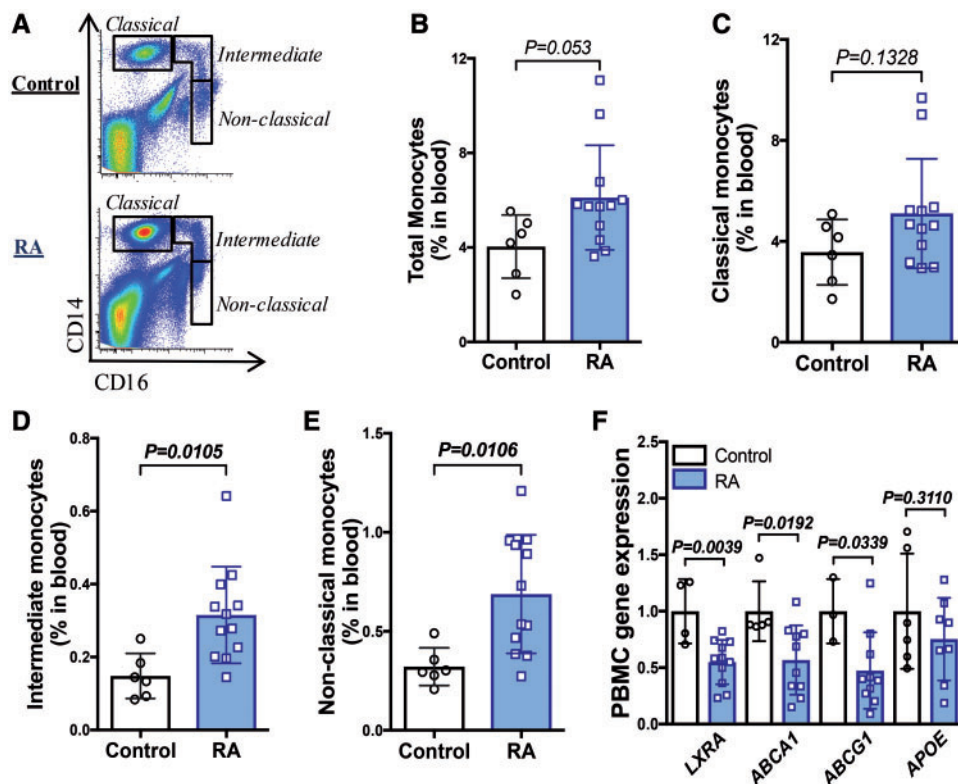 A
Classical
Intermediate
Control
Non-classical
Classical
RA
Intermediate
Non-classical
CD14
CD16
B
P=0.053
12
8
4
0
Total Monocytes
(% in blood)
Control
RA
C
P=0.1328
12
8
4
0
Classical monocytes
(% in blood)
Control
RA
D
P=0.0105
0.8
0.6
0.4
0.2
0.0
Intermediate monocytes
(% in blood)
Control
RA
E
P=0.0106
1.5
1.0
0.5
0.0
Non-classical monocytes
(% in blood)
Control
RA
F
Control
RA
2.5
2.0
1.5
1.0
0.5
0.0
PBMC gene expression
P=0.0039
P=0.0192
P=0.0339
P=0.3110
LXRA
ABCA1
ABCG1
APOE